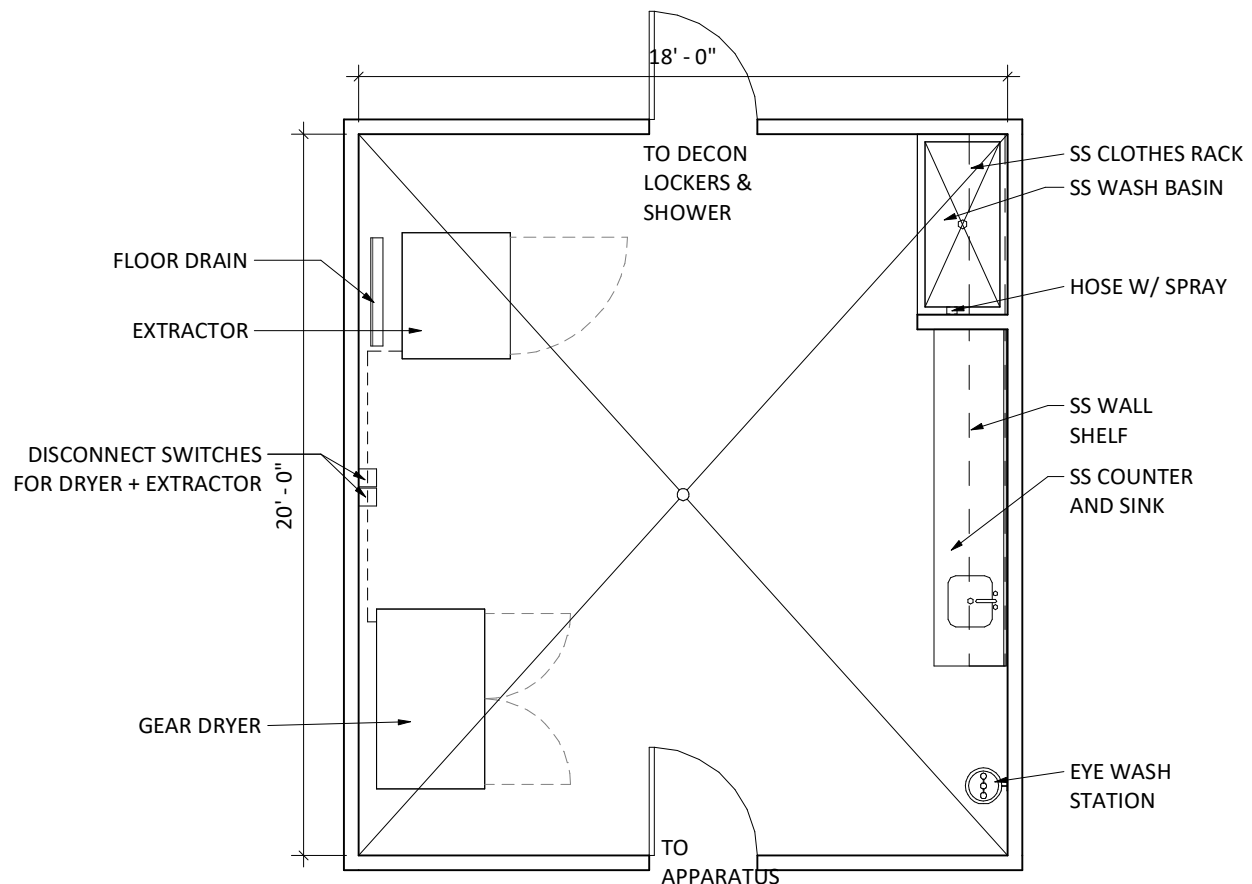 18' - 0"
TO DECON
LOCKERS &
SHOWER
SS CLOTHES RACK
SS WASH BASIN
FLOOR DRAIN
HOSE W/ SPRAY
EXTRACTOR
SS WALL
SHELF
DISCONNECT SWITCHES
FOR DRYER + EXTRACTOR
20' - 0"
SS COUNTER
AND SINK
GEAR DRYER
EYE WASH
STATION
TO
APPARATUS